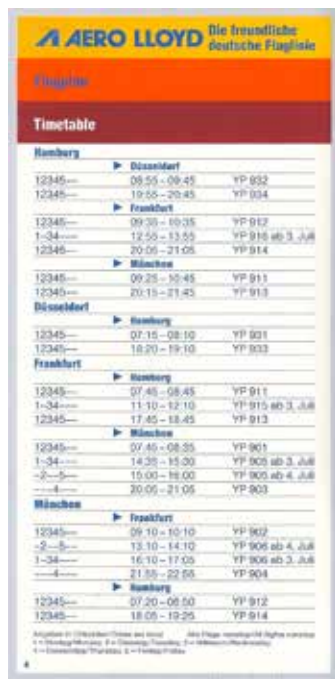 AERO LLOYD Die freundliche
deutsche Fluglinie
Flugplan
Timetable
Hamburg
► Düsseldorf
12345-- 08:55 – 09:45 YP 932
12345-- 19:55 – 20:45 YP 934
► Frankfurt
12345-- 09:35 – 10:35 YP 912
1-34--- 12:55 – 13:55 YP 916 ab 3. Juli
12345-- 20:05 – 21:05 YP 914
► München
12345-- 09:25 – 10:45 YP 911
12345-- 20:15 – 21:45 YP 913
Düsseldorf
► Hamburg
12345-- 07:15 – 08:10 YP 931
12345-- 18:20 – 19:10 YP 933
Frankfurt
► Hamburg
12345-- 07.45 – 08.45 YP 911
1-34--- 11:10 – 12:10 YP 915 ab 3. Juli
12345-- 17.45 – 18.45 YP 913
► München
12345-- 07.45 – 08:35 YP 901
1-34--- 14:35 – 15:30 YP 905 ab 3. Juli
-2--5-- 15:00 – 16:00 YP 905 ab 4. Juli
---4--- 20:05 – 21:05 YP 903
München
► Frankfurt
12345-- 09:10 – 10:10 YP 902
-2--5-- 13.10 – 14:10 YP 906 ab 4. Juli
1-34--- 16:10 – 17:05 YP 906 ab 3. Juli
---4--- 21:55 – 22:55 YP 904
► Hamburg
12345-- 07.20 – 08:50 YP 912
12345-- 18:05 – 19:25 YP 914
4